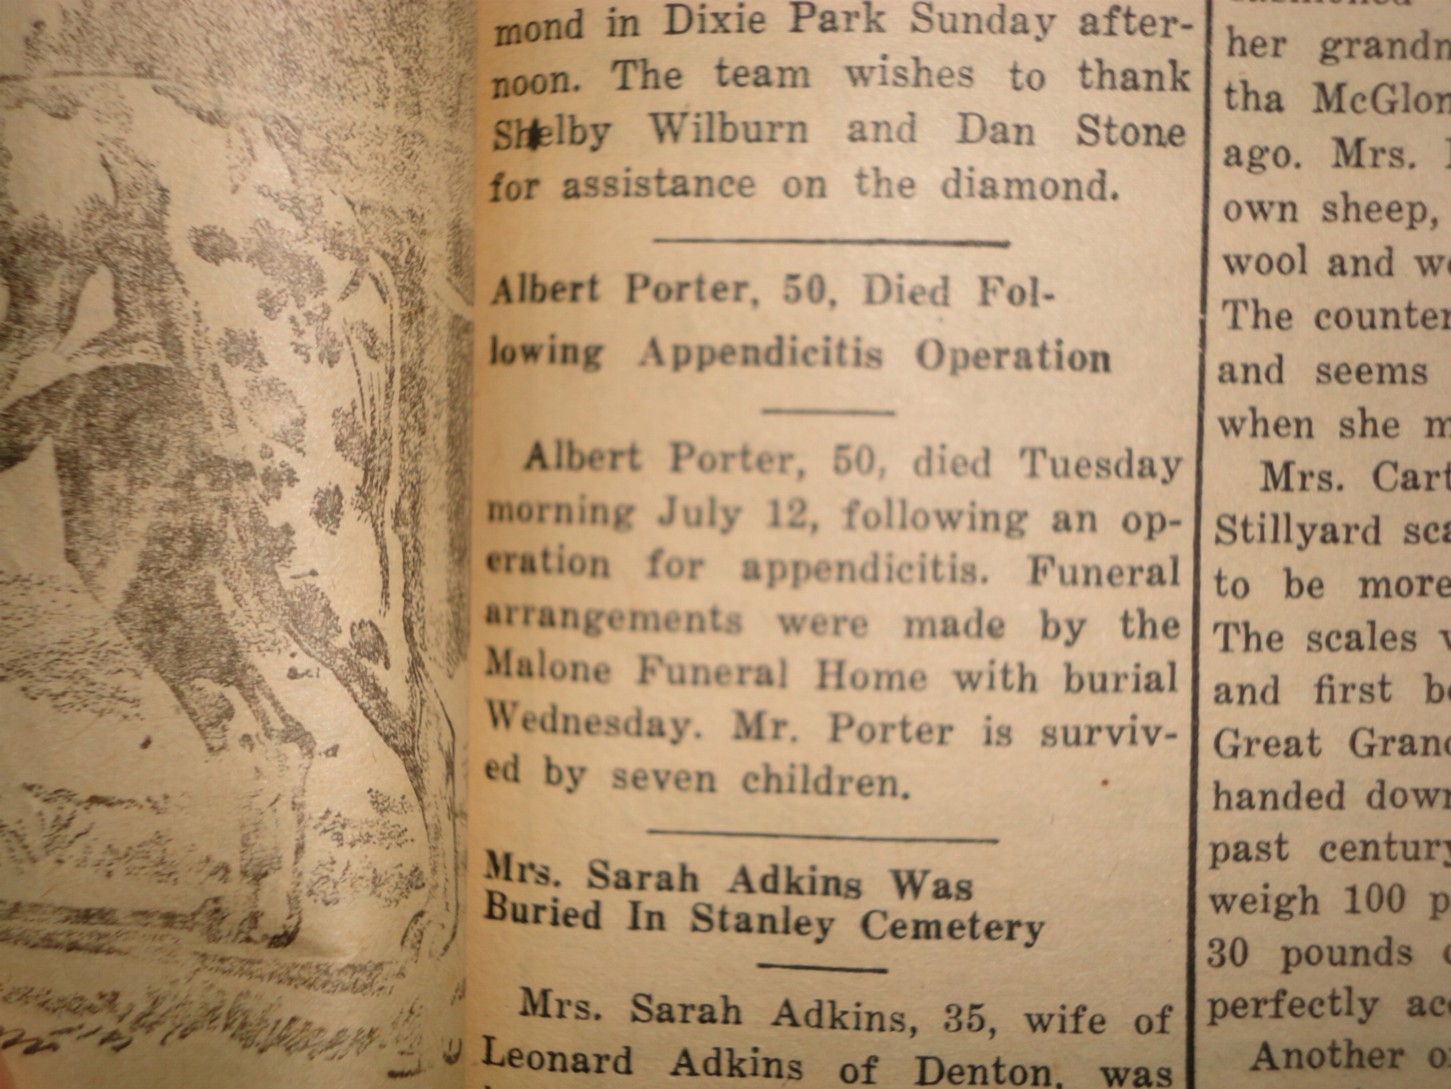 mond in Dixie Park Sunday after-
noon. The team wishes to thank
Shelby Wilburn and Dan Stone
for assistance on the diamond.
Albert Porter, 50, Died Fol-
lowing Appendicitis Operation
Albert Porter, 50, died Tuesday
morning July 12, following an op-
eration for appendicitis. Funeral
arrangements were made by the
Malone Funeral Home with burial
Wednesday. Mr. Porter is surviv-
ed by seven children.
Mrs. Sarah Adkins Was
Buried In Stanley Cemetery
Mrs. Sarah Adkins, 35, wife of
Leonard Adkins of Denton, was
her
tha
ago. Mrs.
own sheep,
wool and
The counter
and seems
when she
Mrs.
Stillyard
to be more
The scales
and first
Great
handed down
past century
weigh 100
30 pounds
perfectly
Another